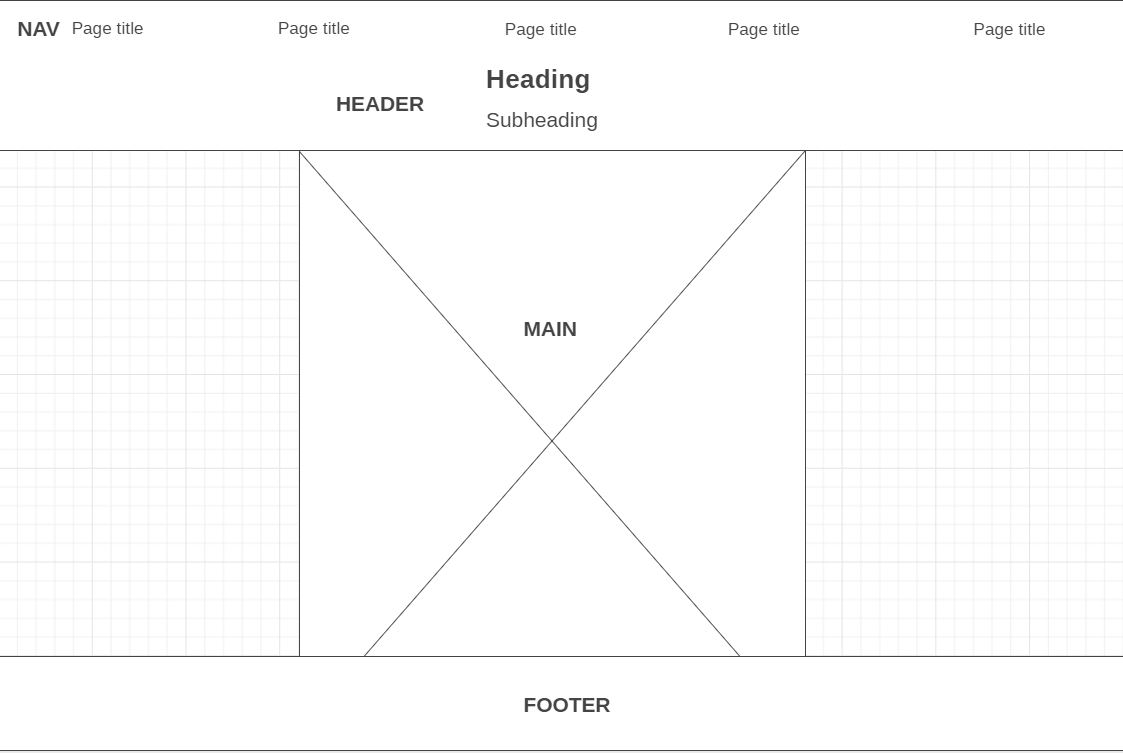 NAV Page title Page title Page title Page title Page title
Heading
HEADER
Subheading
MAIN
FOOTER